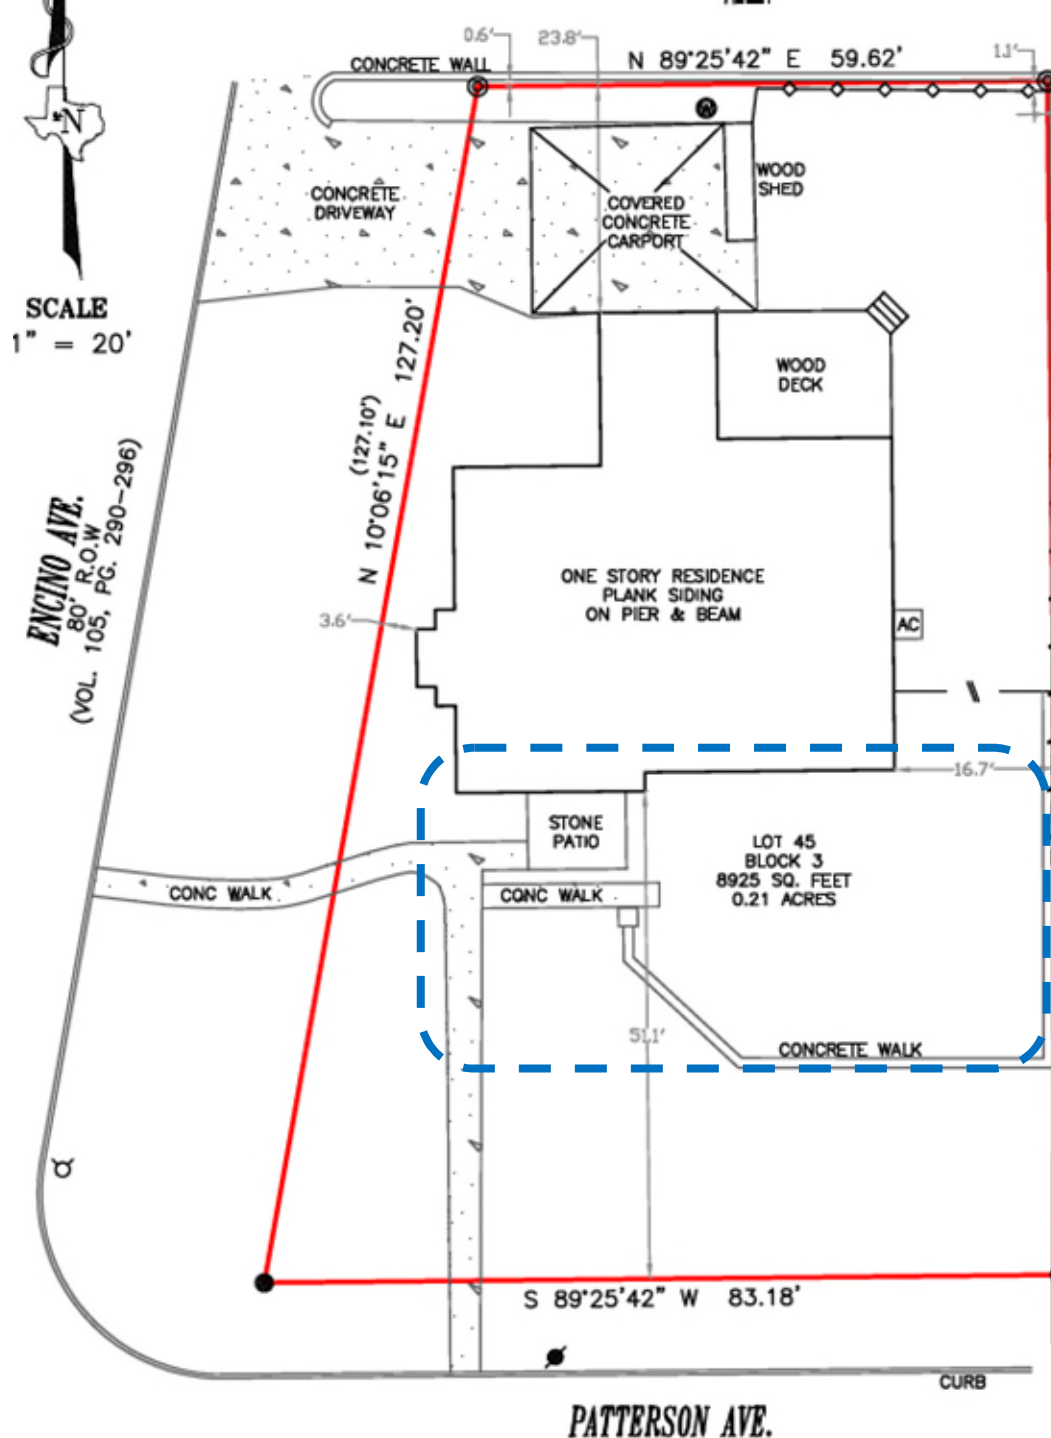 0.6'
23.8'
N 89°25'42" E 59.62'
1.1'
CONCRETE WALL
N
WOOD
SHED
CONCRETE
DRIVEWAY
COVERED
CONCRETE
CARPORT
SCALE
1" = 20'
WOOD
DECK
N 10°06'15" E 127.20'
(127.10')
ENCINO AVE.
80' R.O.W
(VOL. 105, PG. 290-296)
ONE STORY RESIDENCE
PLANK SIDING
ON PIER & BEAM
3.6'
AC
16.7'
STONE
PATIO
LOT 45
BLOCK 3
8925 SQ. FEET
0.21 ACRES
CONC WALK
CONC WALK
51.1'
CONCRETE WALK
S 89°25'42" W 83.18'
CURB
PATTERSON AVE.